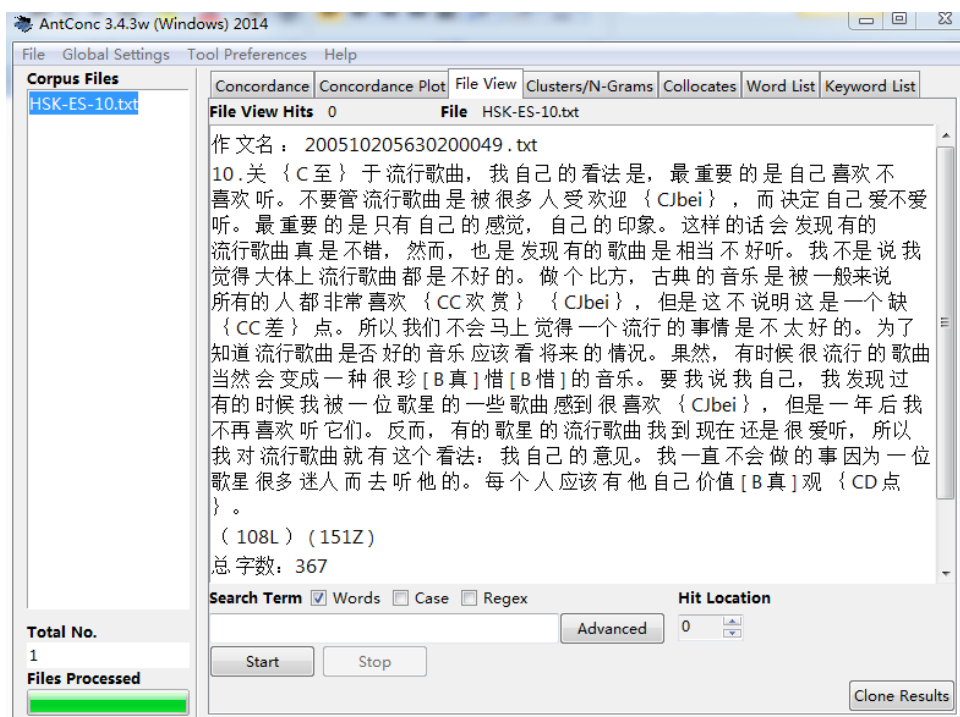 AntConc 3.4.3w (Windows) 2014
File Global Settings Tool Preferences Help
Corpus Files
HSK-ES-10.txt
Concordance Concordance Plot File View Clusters/N-Grams Collocates Word List Keyword List
File View Hits 0 File HSK-ES-10.txt
作文名： 200510205630200049.txt
10.关｛C至｝于流行歌曲，我自己的看法是，最重要的是自己喜欢不
喜欢听。不要管流行歌曲是被很多人受欢迎｛CJbei｝，而决定自己爱不爱
听。最重要的是只有自己的感觉，自己的印象。这样的话会发现有的
流行歌曲真是不错，然而，也是发现有的歌曲是相当不好听。我不是说我
觉得大体上流行歌曲都是不好的。做个比方，古典的音乐是被一般来说
所有的人都非常喜欢｛CC欢赏｝｛CJbei｝，但是这不说明这是一个缺
｛CC差｝点。所以我们不会马上觉得一个流行的事情是不太好的。为了
知道流行歌曲是否好的音乐应该看将来的情况。果然，有时候很流行的歌曲
当然会变成一种很珍[B真]惜[B惜]的音乐。要我说我自己，我发现过
有的时候我被一位歌星的一些歌曲感到很喜欢｛CJbei｝，但是一年后我
不再喜欢听它们。反而，有的歌星的流行歌曲我到现在还是很爱听，所以
我对流行歌曲就有这个看法：我自己的意见。我一直不会做的事因为一位
歌星很多迷人而去听他的。每个人应该有他自己价值[B真]观｛CD点
｝。
（108L）(151Z)
总字数：367
Search Term Words Case Regex Hit Location
Advanced 0
Total No.
1
Start Stop
Files Processed
Clone Results